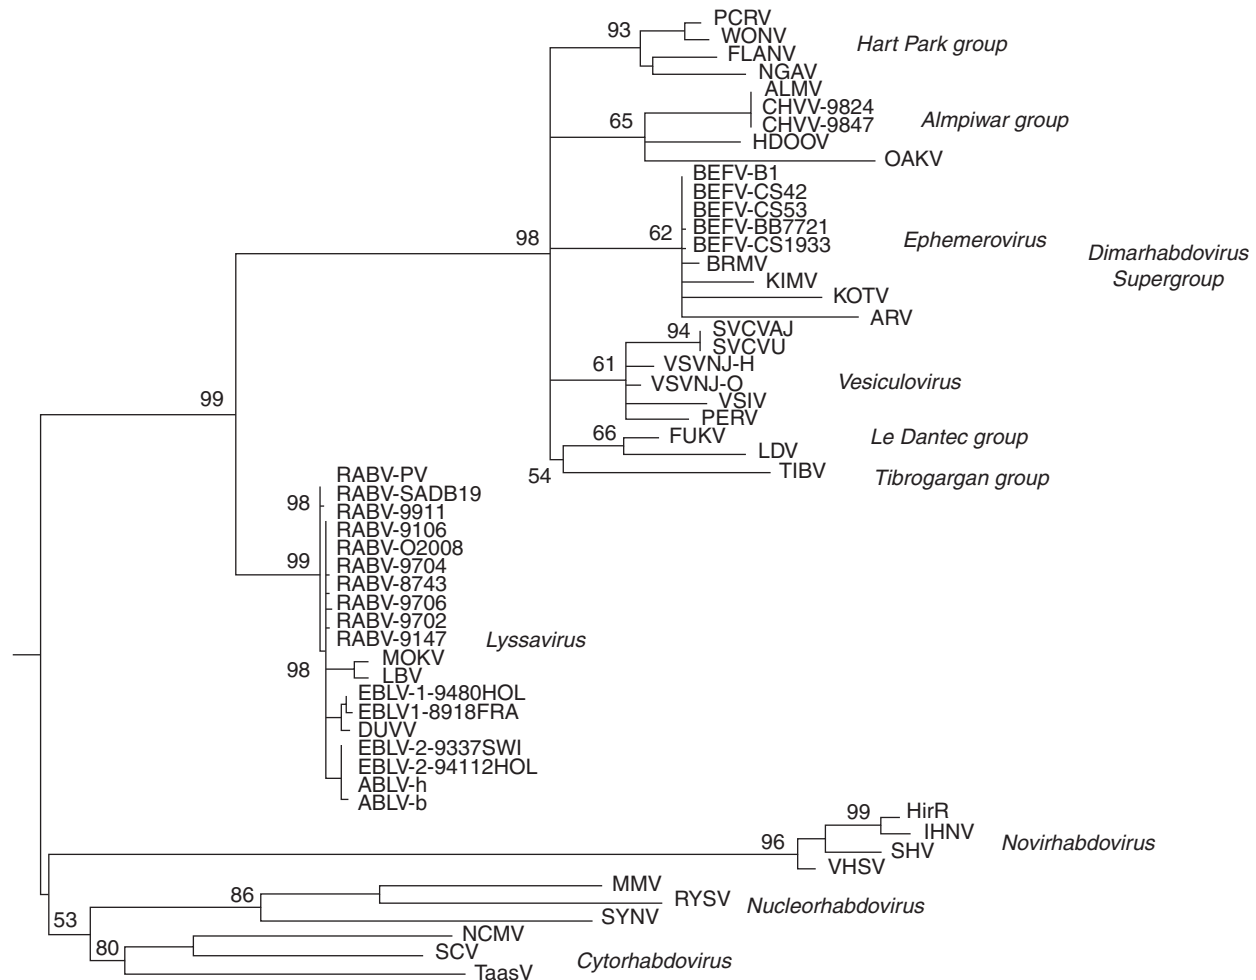 PCRV
93
WONV
Hart Park group
FLANV
NGAV
ALMV
CHVV-9824
65
Almpiwar group
CHVV-9847
HDOOV
OAKV
BEFV-B1
BEFV-CS42
BEFV-CS53
BEFV-BB7721
62
98
Ephemerovirus
BEFV-CS1933
Dimarhabdovirus
Supergroup
BRMV
KIMV
KOTV
ARV
94
SVCVAJ
SVCVU
61
VSVNJ-H
VSVNJ-O
Vesiculovirus
VSIV
99
PERV
66
FUKV
Le Dantec group
LDV
TIBV
54
Tibrogargan group
RABV-PV
RABV-SADB19
98
RABV-9911
RABV-9106
RABV-O2008
99
RABV-9704
RABV-8743
RABV-9706
RABV-9702
RABV-9147
Lyssavirus
MOKV
98
LBV
EBLV-1-9480HOL
EBLV1-8918FRA
DUVV
EBLV-2-9337SWI
EBLV-2-94112HOL
ABLV-h
ABLV-b
99
HirR
IHNV
96
Novirhabdovirus
SHV
VHSV
MMV
86
RYSV
Nucleorhabdovirus
SYNV
53
NCMV
80
SCV
Cytorhabdovirus
TaasV